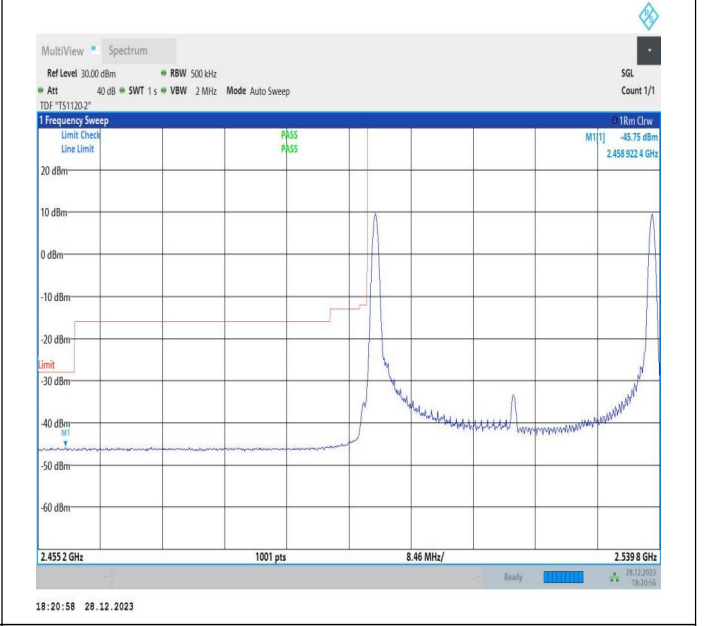 R S
MultiView Spectrum
Ref Level 30.00 dBm RBW 500 kHz SGL
Att 40 dB SWT 1 s VBW 2 MHz Mode Auto Sweep Count 1/1
TDF "TS1120-2"
1 Frequency Sweep 1Rm Clrw
Limit Check PASS M1[1] -45.75 dBm
Line Limit PASS 2.458 922 4 GHz
20 dBm
10 dBm
0 dBm
-10 dBm
-20 dBm
Limit
-30 dBm
-40 dBm
M1
-50 dBm
-60 dBm
2.455 2 GHz 1001 pts 8.46 MHz/ 2.539 8 GHz
Ready 28.12.2023
18:20:56
18:20:58 28.12.2023